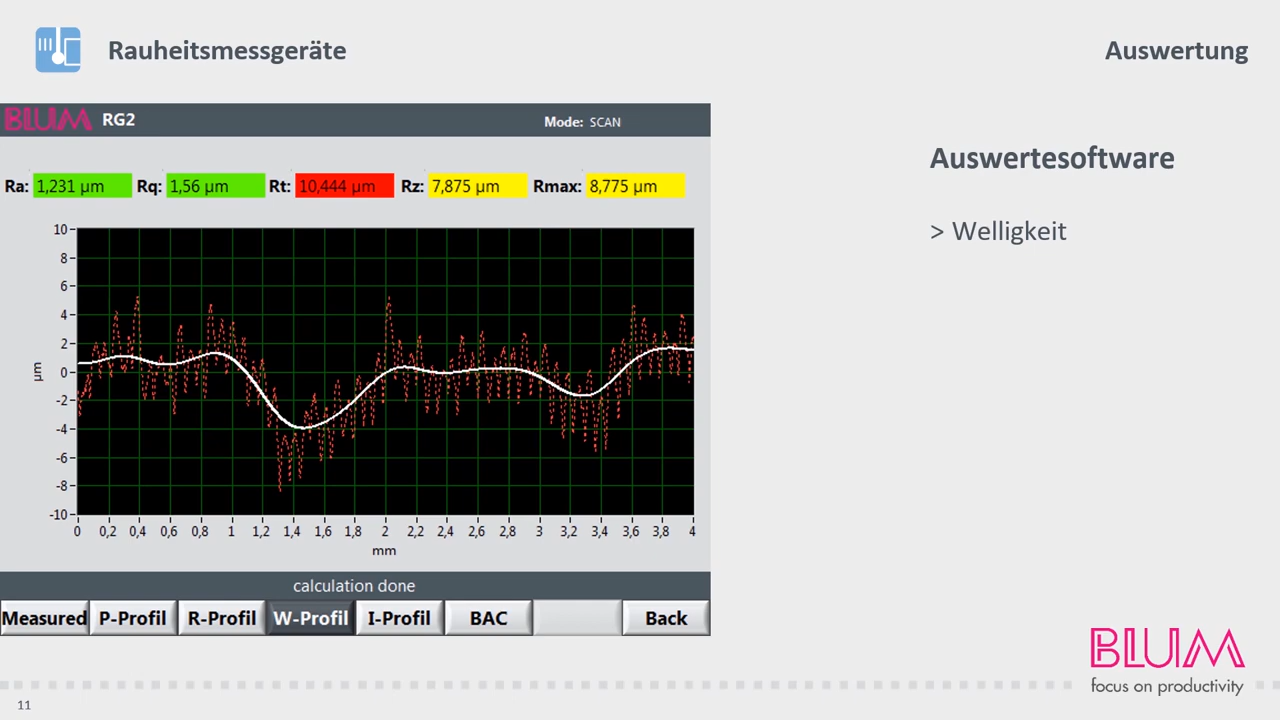 Rauheitsmessgeräte
Auswertung
BLUM RG2 Mode: SCAN
Ra: 1,231 µm Rq: 1,56 µm Rt: 10,444 µm Rz: 7,875 µm Rmax: 8,775 µm
10
8
6
4
2
0
-2
-4
-6
-8
-10
µm
0 0,2 0,4 0,6 0,8 1 1,2 1,4 1,6 1,8 2 2,2 2,4 2,6 2,8 3 3,2 3,4 3,6 3,8 4
mm
calculation done
Measured P-Profil R-Profil W-Profil I-Profil BAC Back
Auswertesoftware
> Welligkeit
BLUM
focus on productivity
11